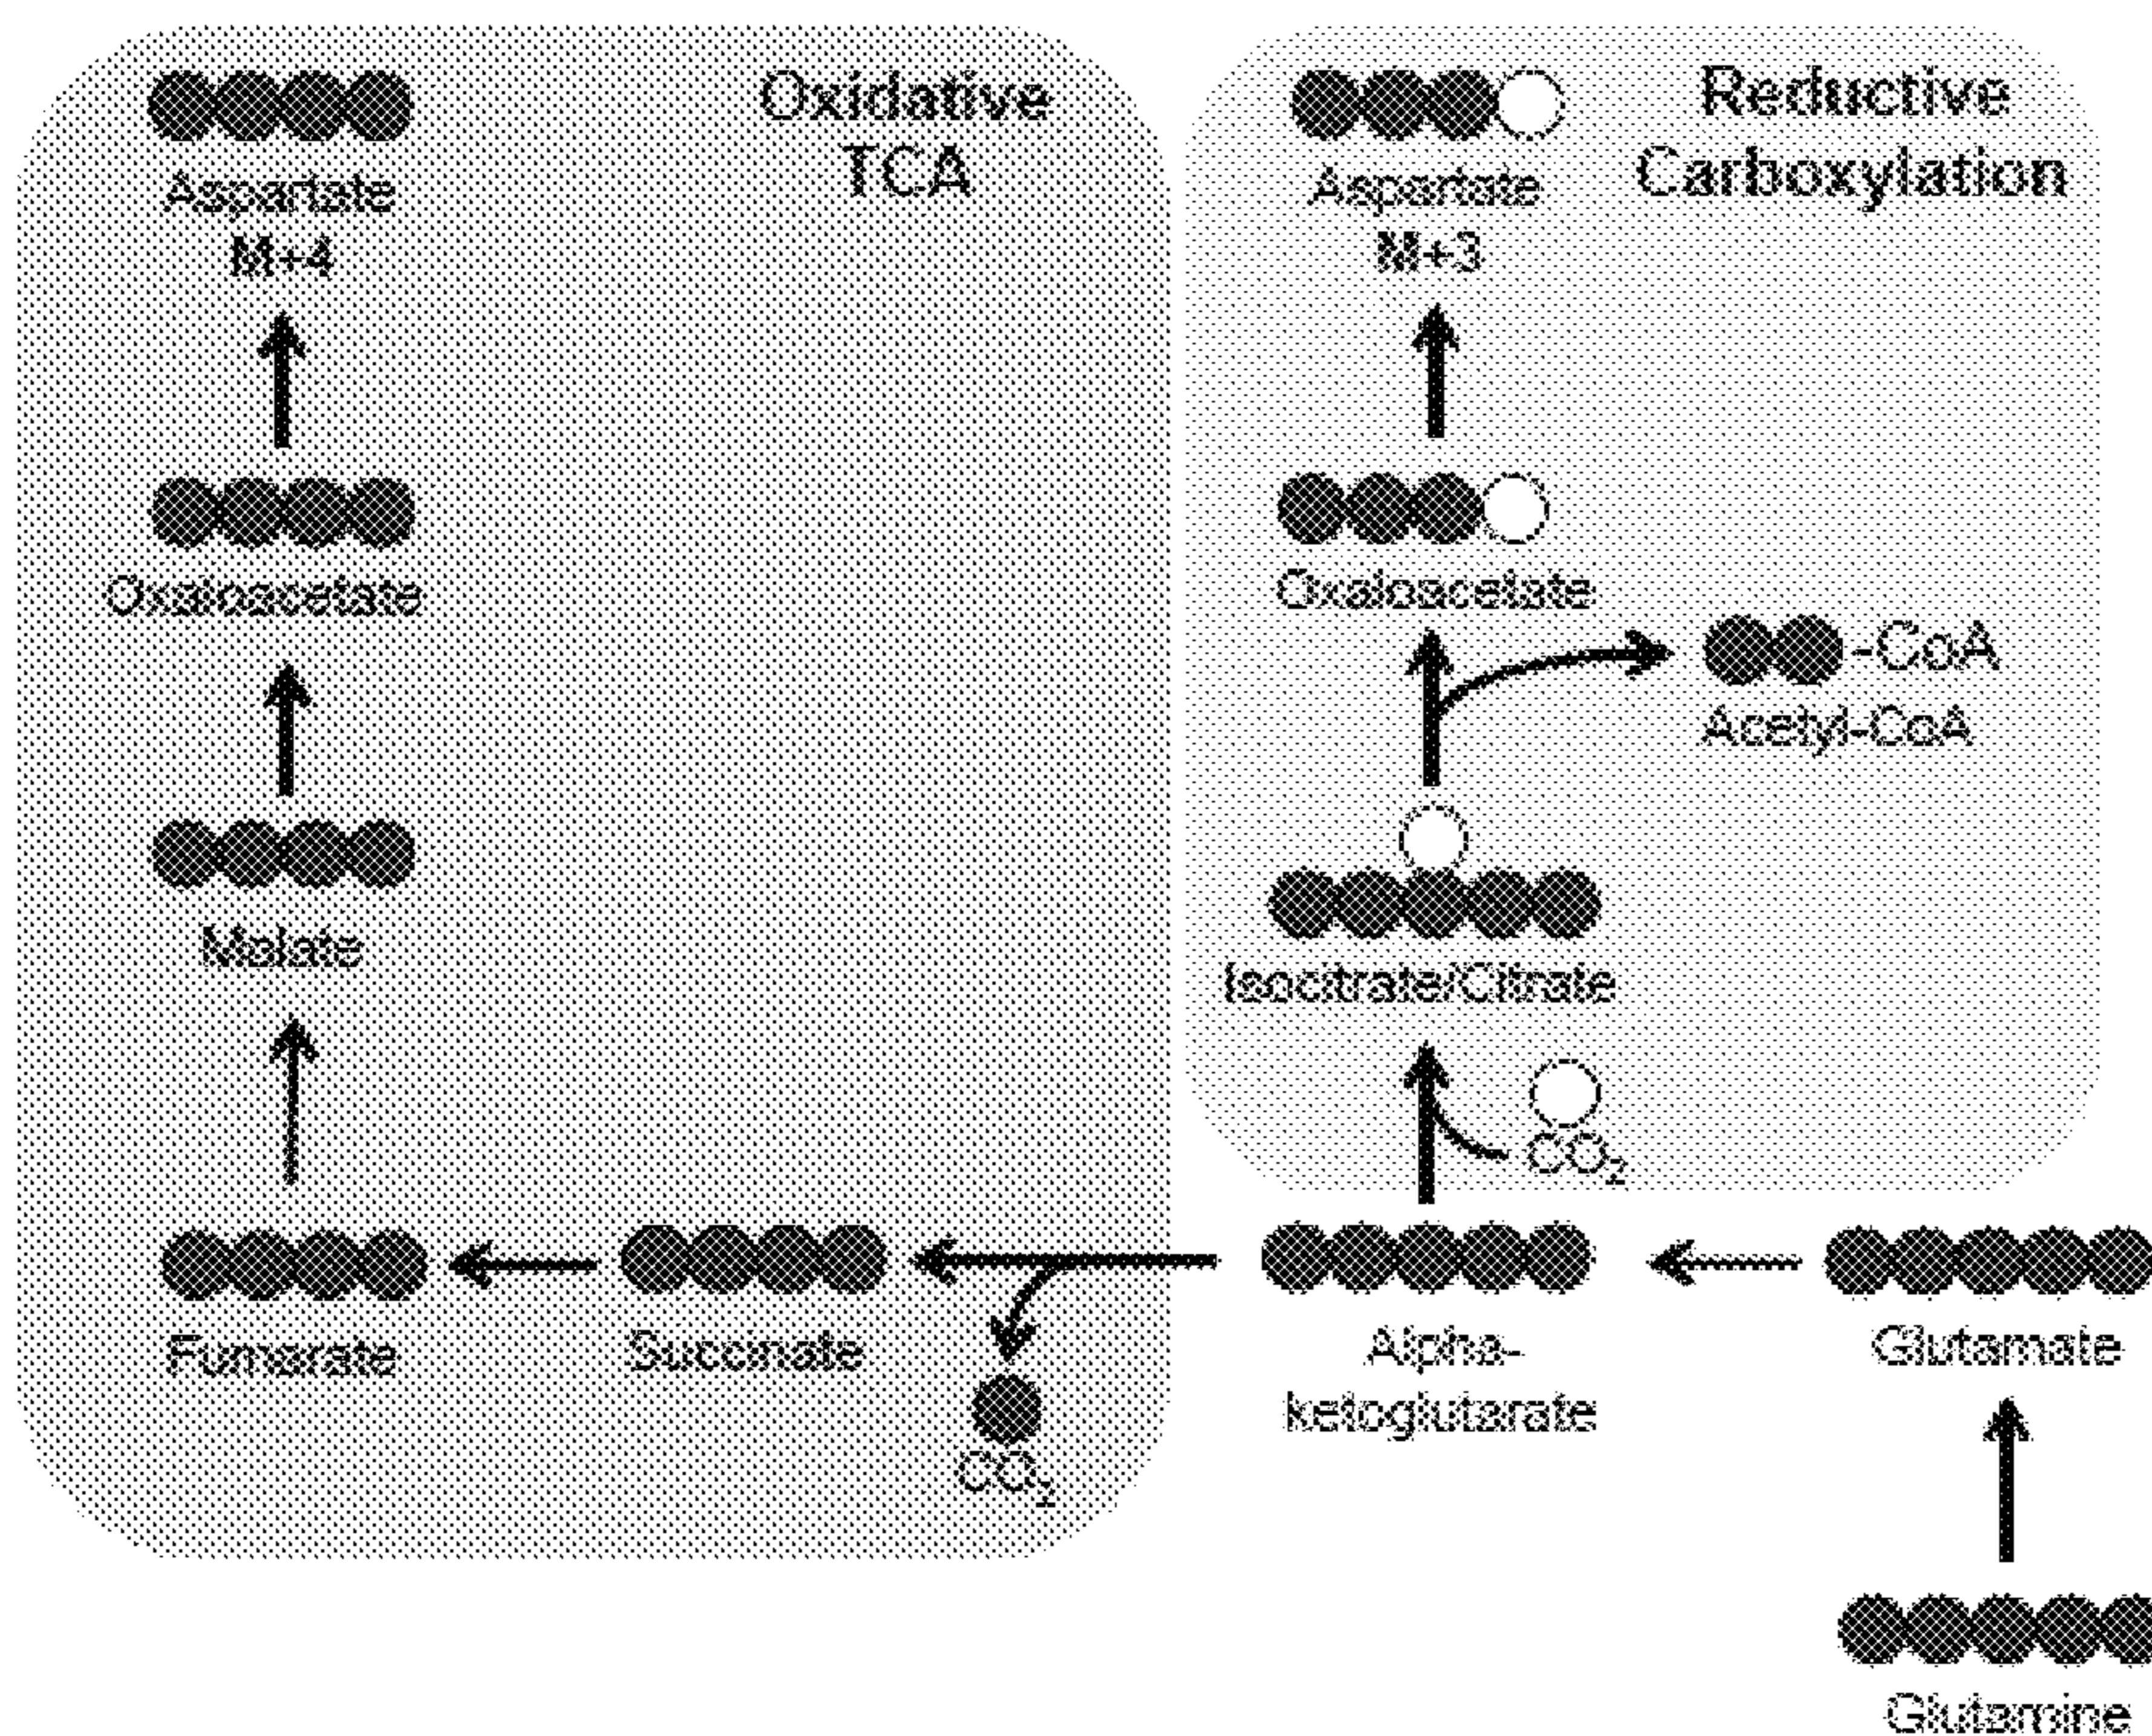 Oxidative
TCA
Aspartate
M+4
Oxaloacetate
Malate
Fumarate
Succinate
CO₂
Reductive
Carboxylation
Aspartate
M+3
Oxaloacetate
-CoA
Acetyl-CoA
Isocitrate/Citrate
CO₂
Alpha-
ketoglutarate
Glutamate
Glutamine